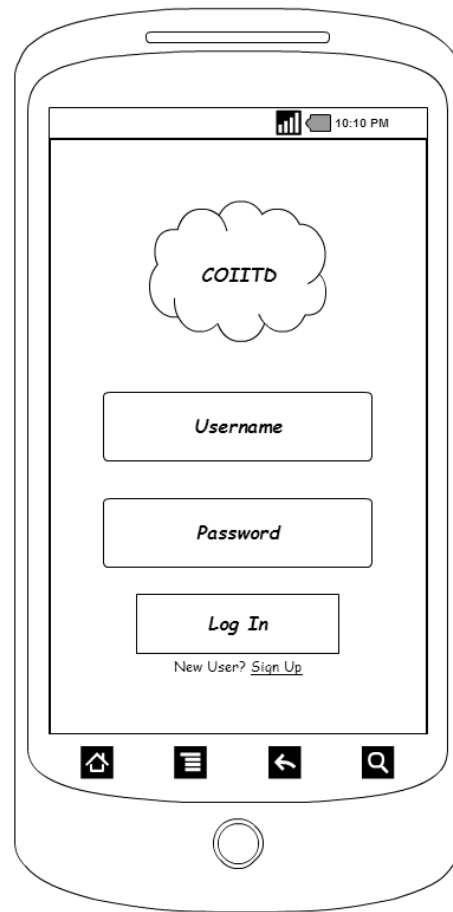 10:10 PM
COIITD
Username
Password
Log In
New User? Sign Up